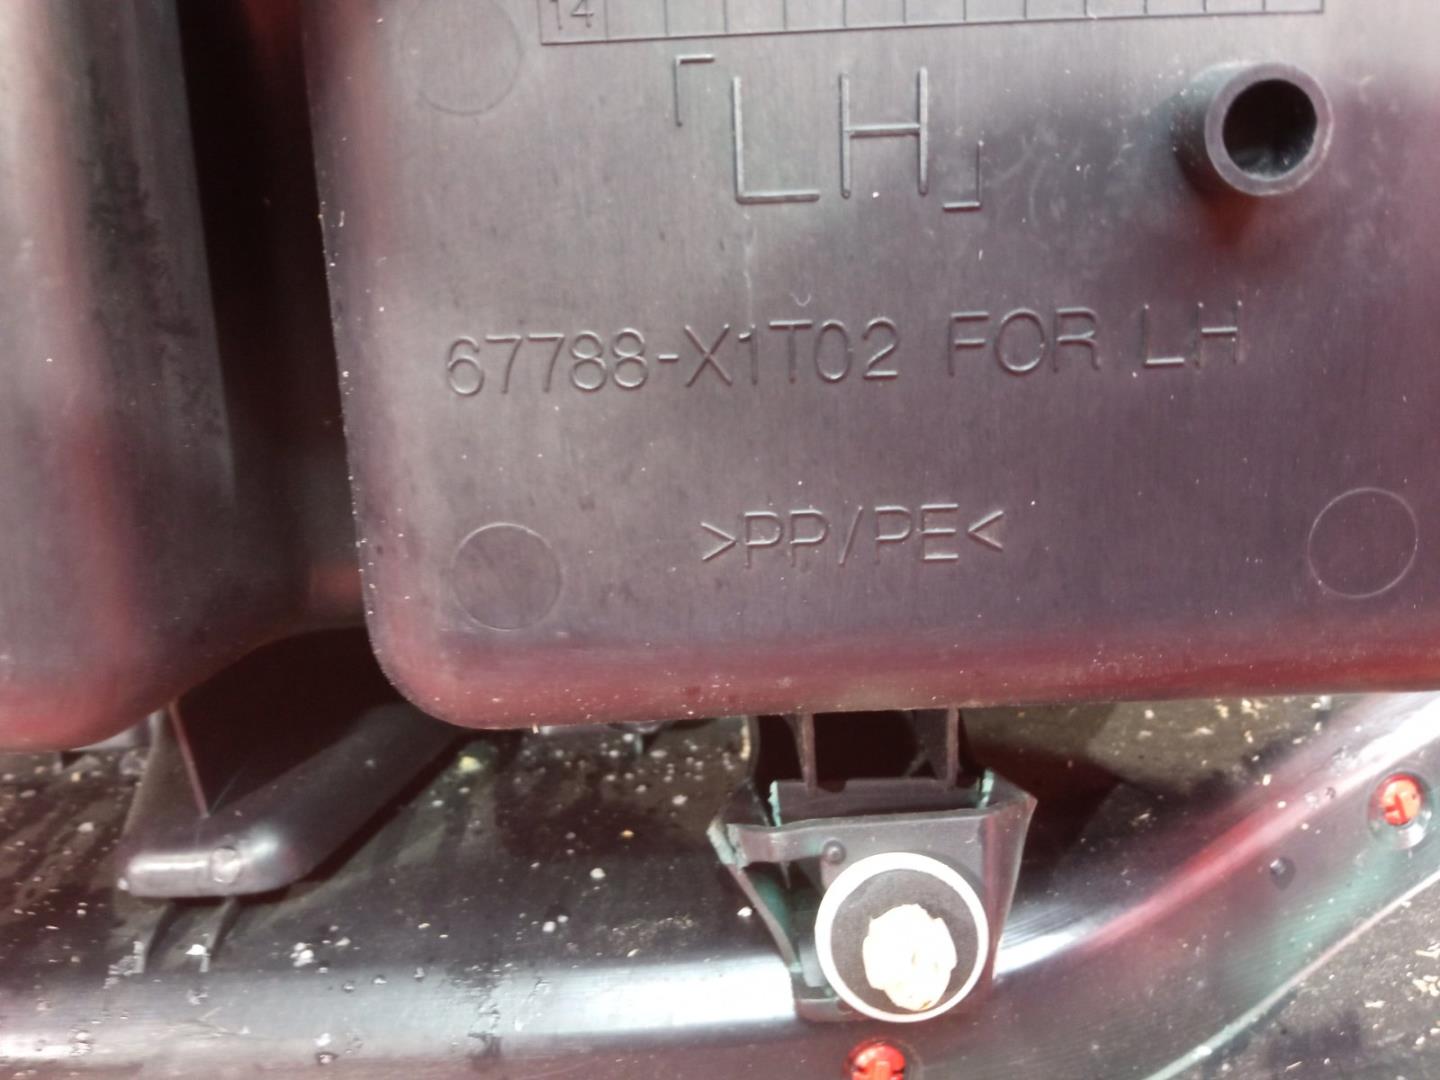 14
「LH」
67788-X1T02 FOR LH
>PP/PE<